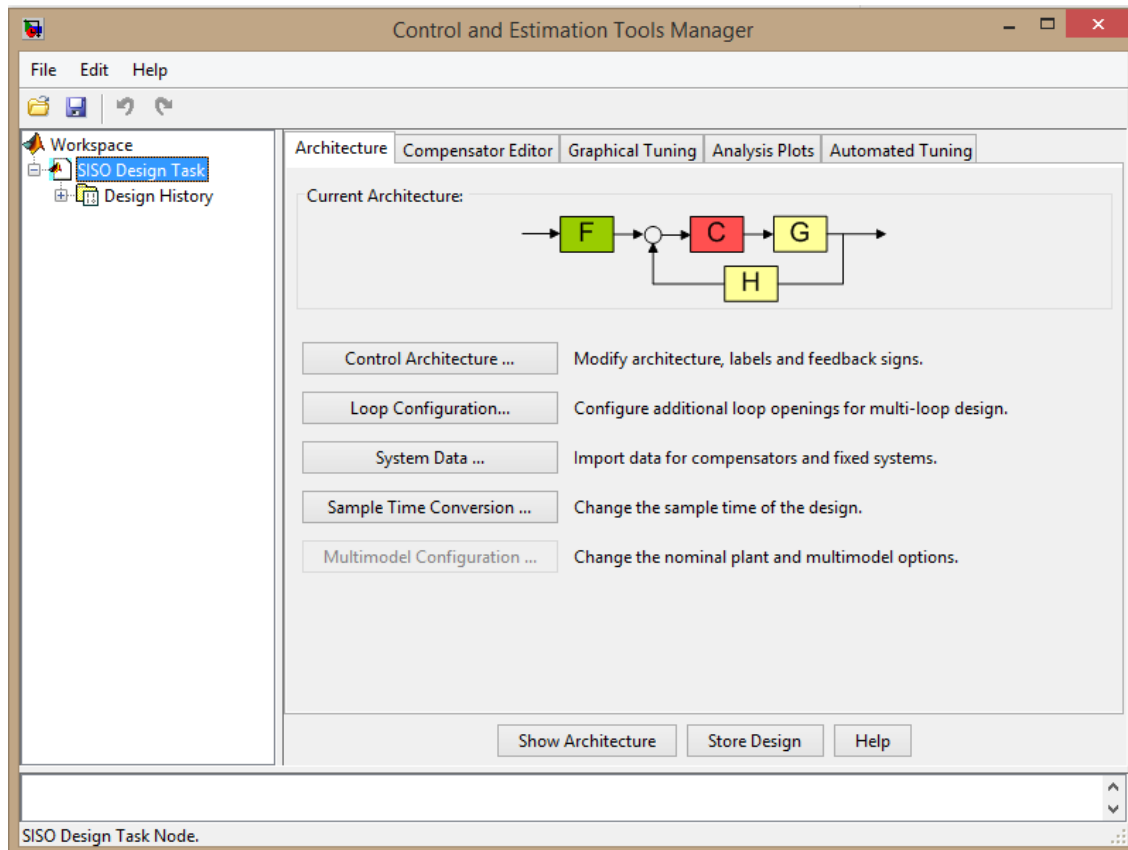 Control and Estimation Tools Manager
File Edit Help
Workspace
SISO Design Task
Design History
Architecture Compensator Editor Graphical Tuning Analysis Plots Automated Tuning
Current Architecture:
F C G
H
Control Architecture ... Modify architecture, labels and feedback signs.
Loop Configuration... Configure additional loop openings for multi-loop design.
System Data ... Import data for compensators and fixed systems.
Sample Time Conversion ... Change the sample time of the design.
Multimodel Configuration ... Change the nominal plant and multimodel options.
Show Architecture Store Design Help
SISO Design Task Node.